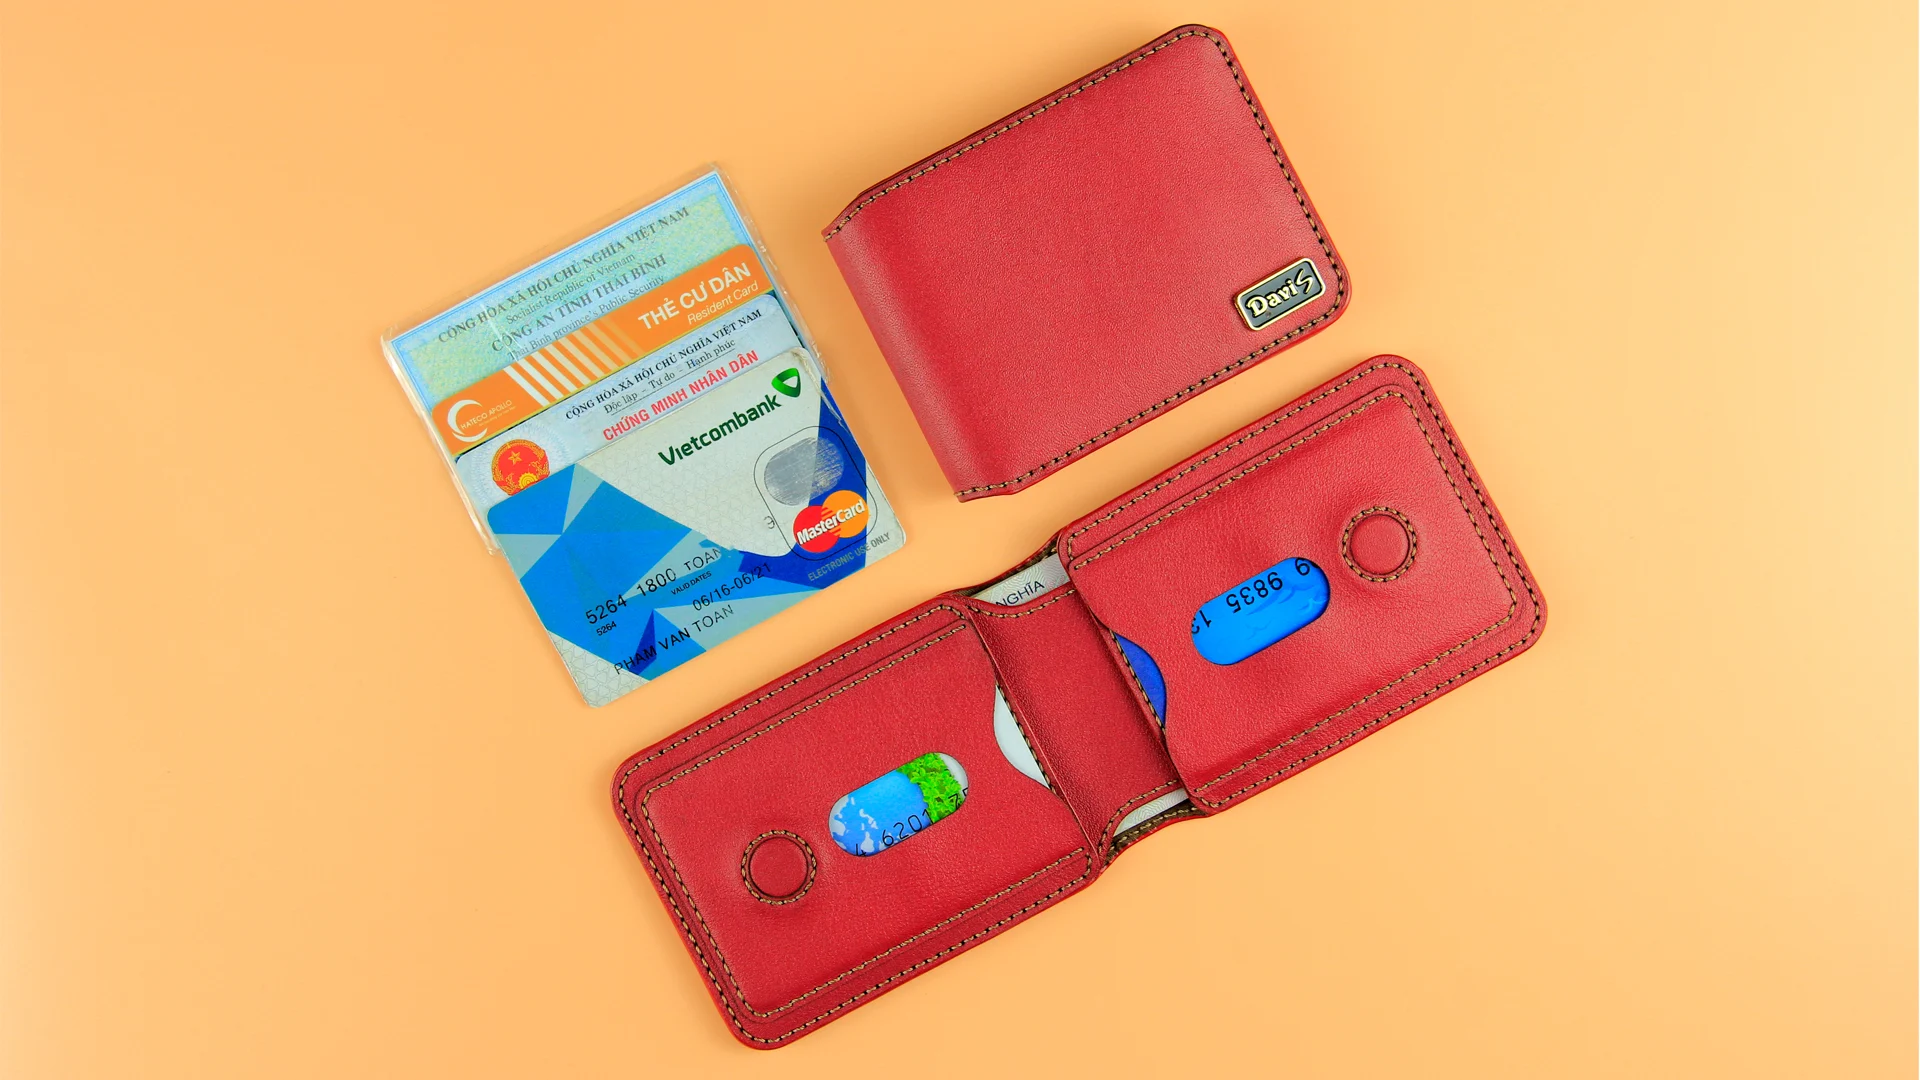 CỘNG HÒA XÃ HỘI CHỦ NGHĨA VIỆT NAM
Socialist Republic of Vietnam
CÔNG AN TỈNH THÁI BÌNH
Thai Binh province's Public Security
THẺ CƯ DÂN
Resident Card
HATECO APOLLO
CỘNG HÒA XÃ HỘI CHỦ NGHĨA VIỆT NAM
Độc lập - Tự do - Hạnh phúc
CHỨNG MINH NHÂN DÂN
Vietcombank
MasterCard
ELECTRONIC USE ONLY
5264 1800 TOAN
5264
VALID DATES
06/16-06/21
PHAM VAN TOAN
DaviS
NGHĨA
9 9835
6201